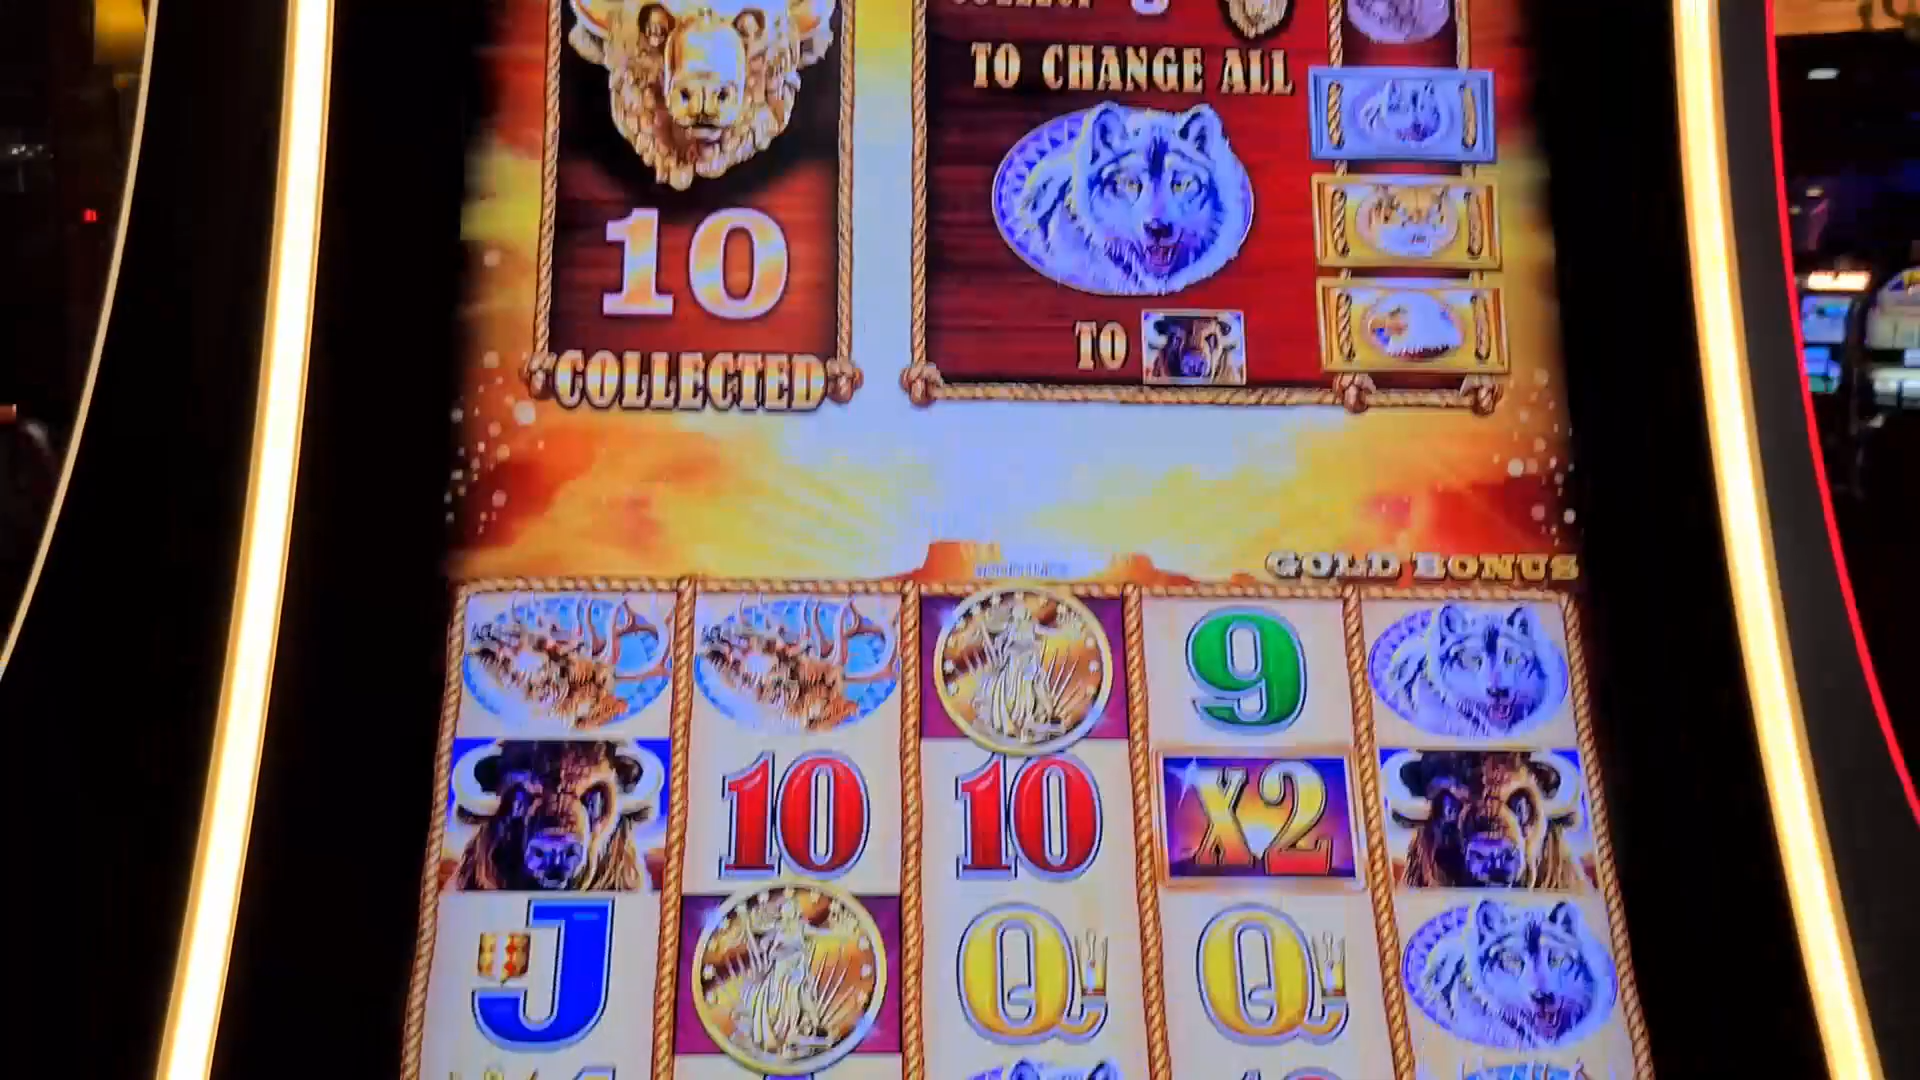 TO CHANGE ALL
10
COLLECTED
TO
GOLD BONUS
9
10
10
X2
J
Q
Q